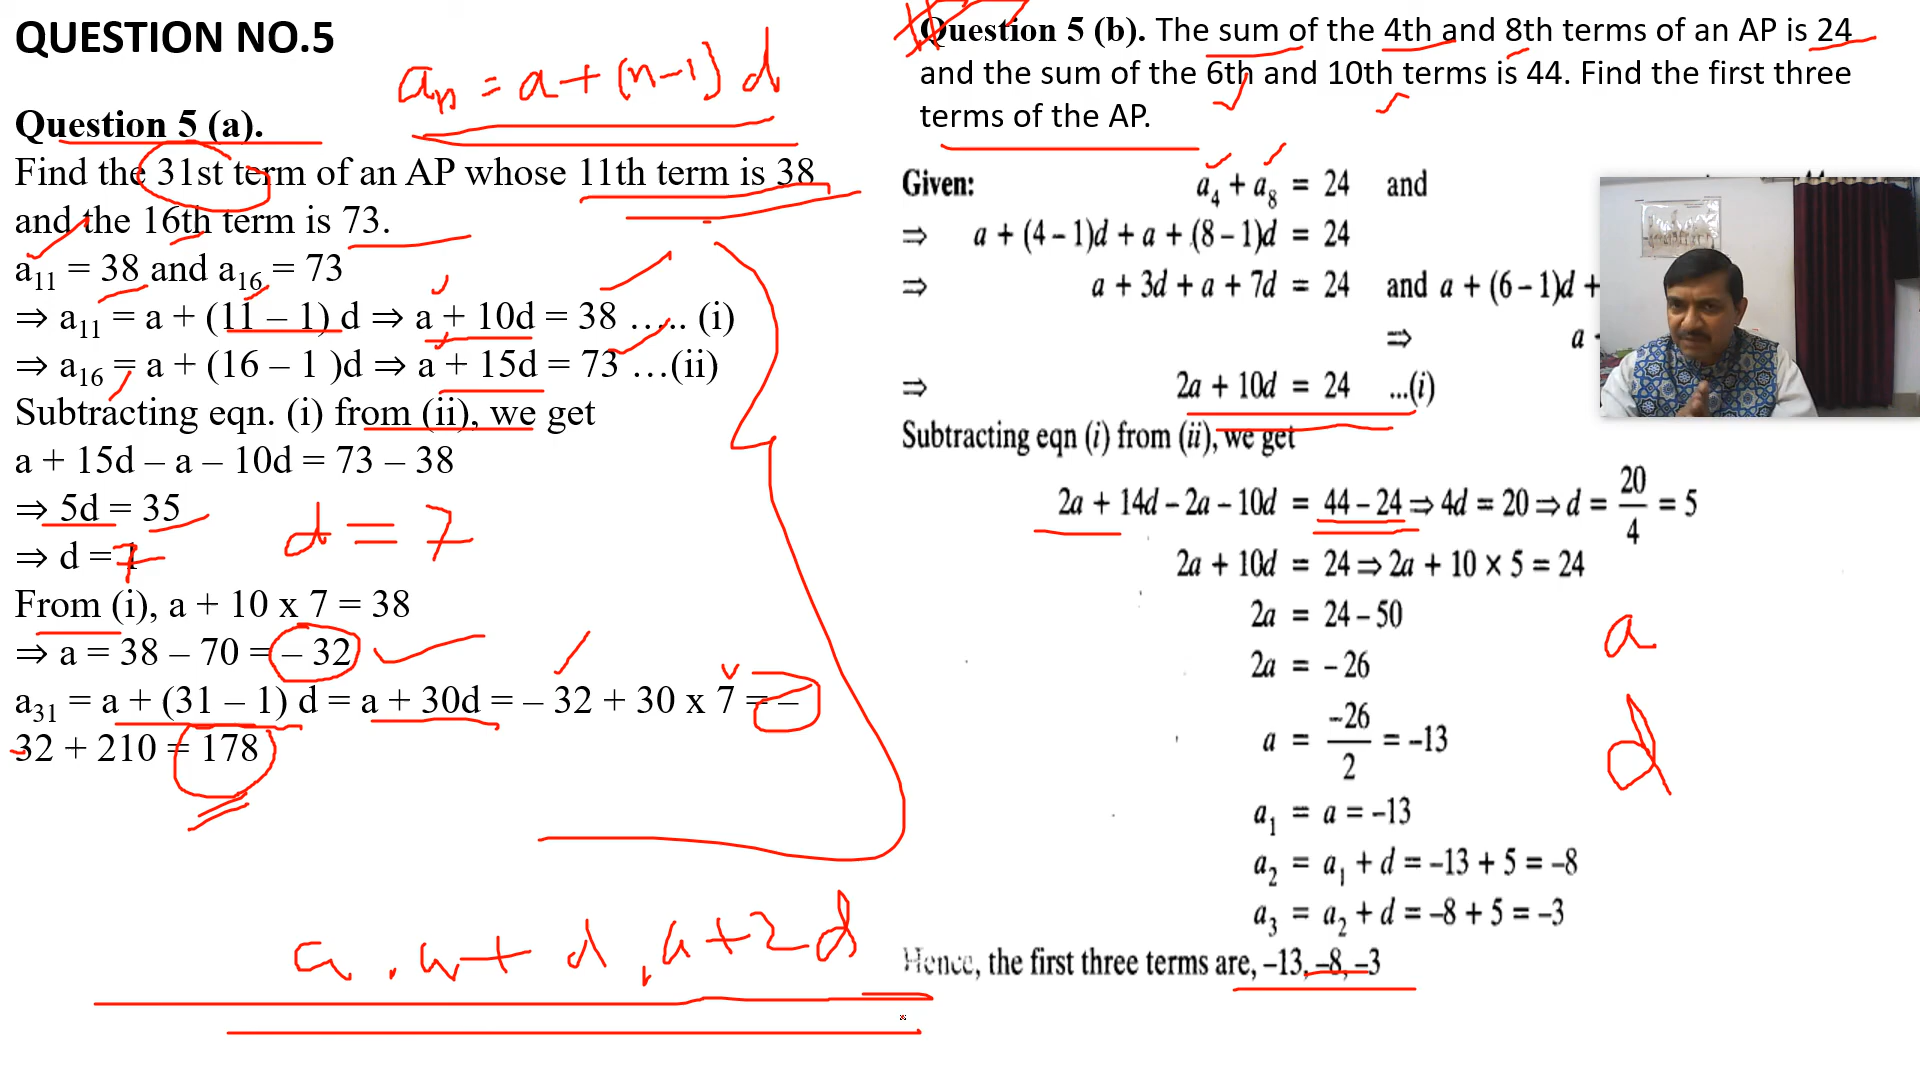 QUESTION NO.5
aₙ = a + (n-1) d
Question 5 (a).
Find the 31st term of an AP whose 11th term is 38
and the 16th term is 73.
a₁₁ = 38 and a₁₆ = 73
⇒ a₁₁ = a + (11 – 1) d ⇒ a + 10d = 38 ….. (i)
⇒ a₁₆ = a + (16 – 1 )d ⇒ a + 15d = 73 …(ii)
Subtracting eqn. (i) from (ii), we get
a + 15d – a – 10d = 73 – 38
⇒ 5d = 35
d = 7
⇒ d = 7
From (i), a + 10 x 7 = 38
⇒ a = 38 – 70 = – 32
a₃₁ = a + (31 – 1) d = a + 30d = – 32 + 30 x 7 = –
32 + 210 = 178
a , a + d , a + 2d
Question 5 (b). The sum of the 4th and 8th terms of an AP is 24
and the sum of the 6th and 10th terms is 44. Find the first three
terms of the AP.
Given: a₄ + a₈ = 24 and
⇒ a + (4 – 1)d + a + (8 – 1)d = 24
⇒ a + 3d + a + 7d = 24 and a + (6 – 1)d +
⇒ a
⇒ 2a + 10d = 24 ...(i)
Subtracting eqn (i) from (ii), we get
2a + 14d – 2a – 10d = 44 – 24 ⇒ 4d = 20 ⇒ d = 20/4 = 5
2a + 10d = 24 ⇒ 2a + 10 × 5 = 24
2a = 24 – 50
2a = – 26
a = -26/2 = –13
a₁ = a = –13
a₂ = a₁ + d = –13 + 5 = –8
a₃ = a₂ + d = –8 + 5 = –3
Hence, the first three terms are, –13, –8, –3
a
d